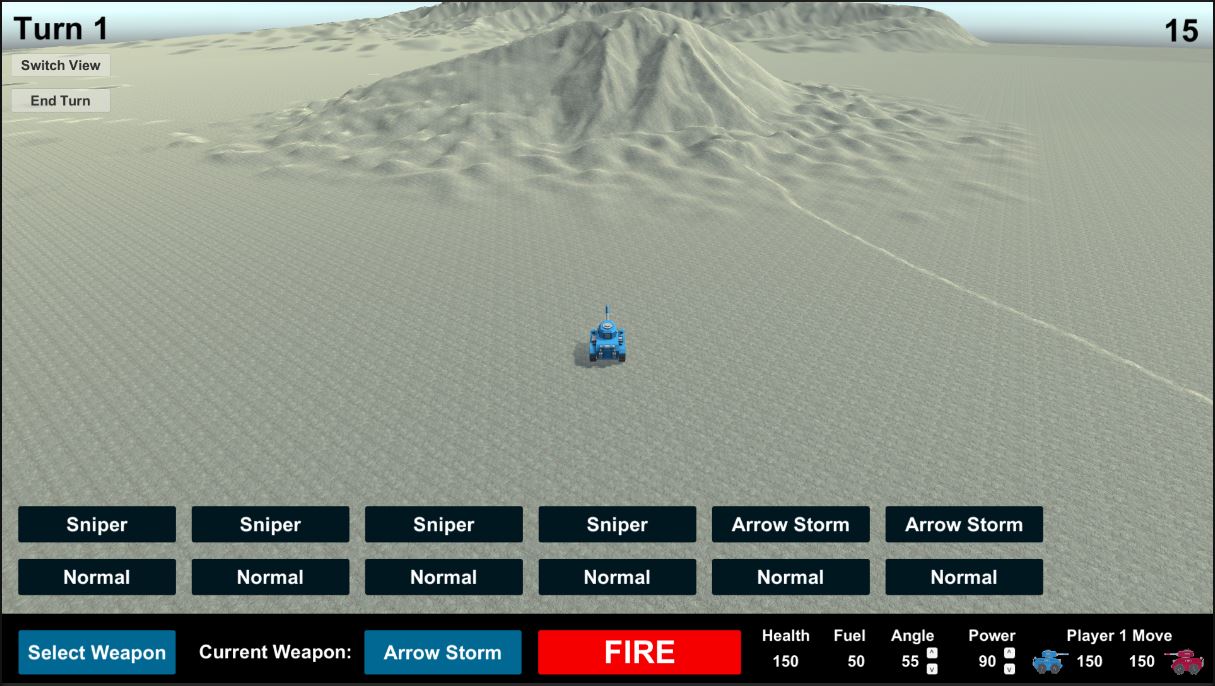 Turn 1
15
Switch View
End Turn
Sniper Sniper Sniper Sniper Arrow Storm Arrow Storm
Normal Normal Normal Normal Normal Normal
Select Weapon Current Weapon: Arrow Storm FIRE
Health Fuel Angle Power Player 1 Move
150 50 55 ^ v 90 ^ v 150 150